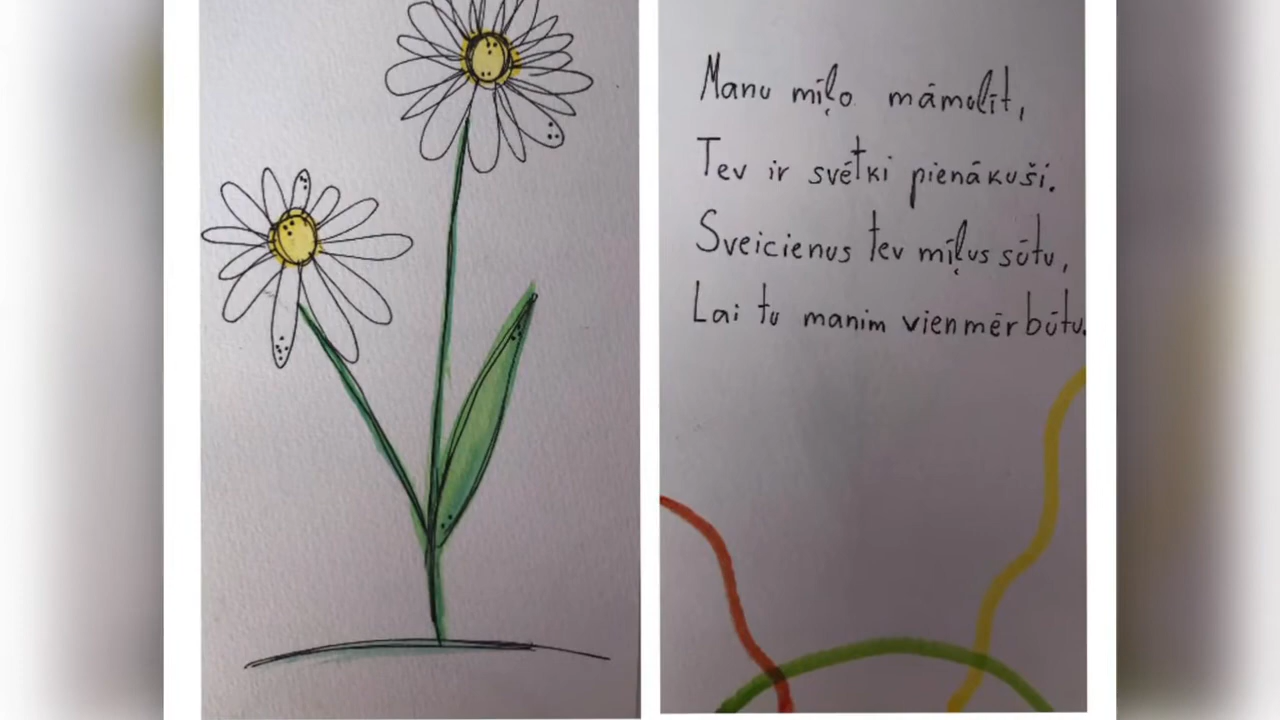 Manu mīļo māmulīt,
Tev ir svētki pienākuši.
Sveicienus tev mīļus sūtu,
Lai tu manim vienmēr būtu.